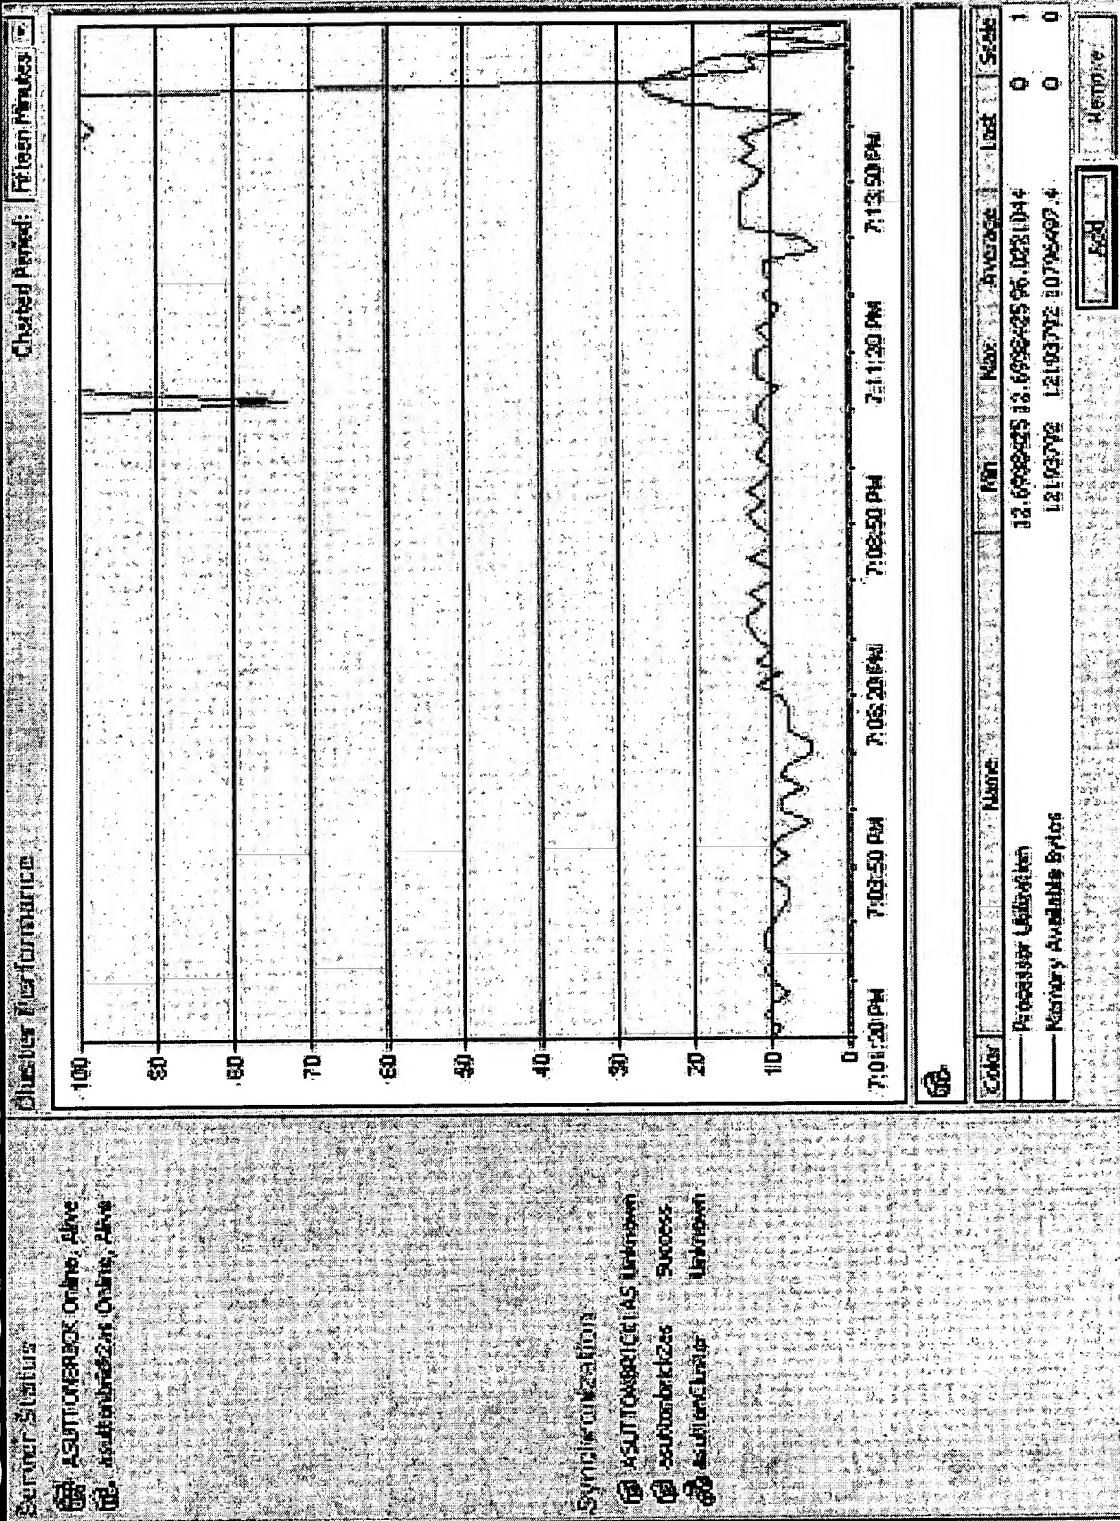 Server Status
Online, Alive
Online, Alive
Synchronization
Unknown
asuttonbrick2as Success
Unknown
Cluster Performance
Charted Period: Fifteen Minutes
100
90
80
70
60
50
40
30
20
10
0
7:01:20 PM 7:03:50 PM 7:06:20 PM 7:08:50 PM 7:11:20 PM 7:13:50 PM
Color Name Min Max Average Last Scale
Processor Utilization 0 1
Memory Available Bytes 12103792 12103792 0 0
Add Remove